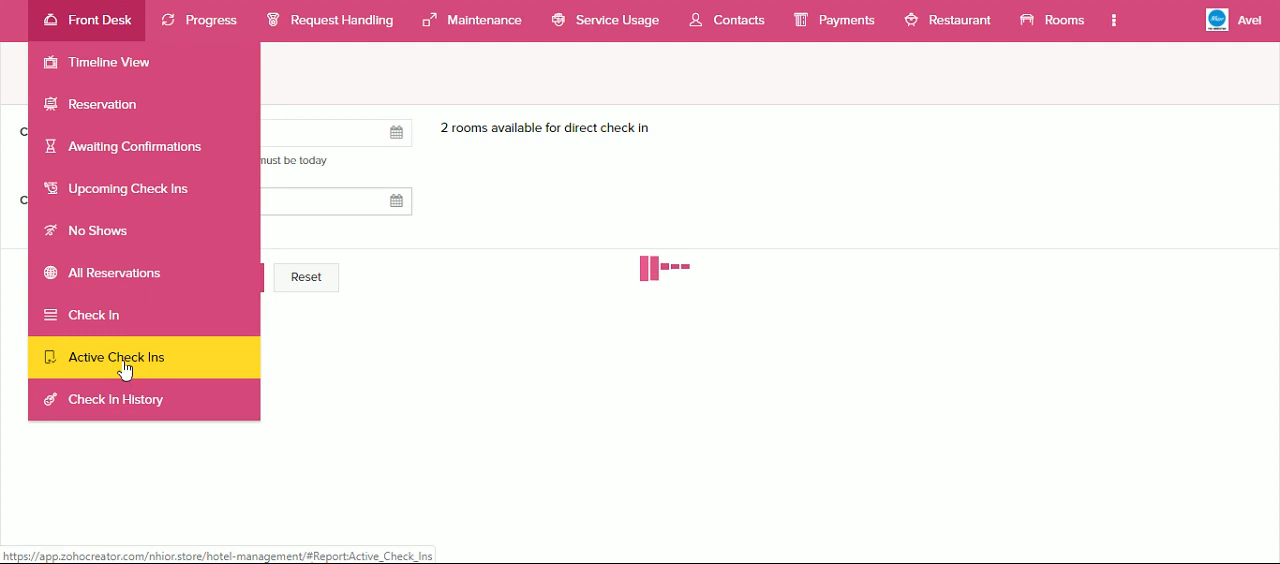 Front Desk
Progress
Request Handling
Maintenance
Service Usage
Contacts
Payments
Restaurant
Rooms
Avel
Timeline View
Reservation
Awaiting Confirmations
Upcoming Check Ins
No Shows
All Reservations
Check In
Active Check Ins
Check In History
C
2 rooms available for direct check in
must be today
C
Reset
https://app.zohocreator.com/nhior.store/hotel-management/#Report:Active_Check_Ins